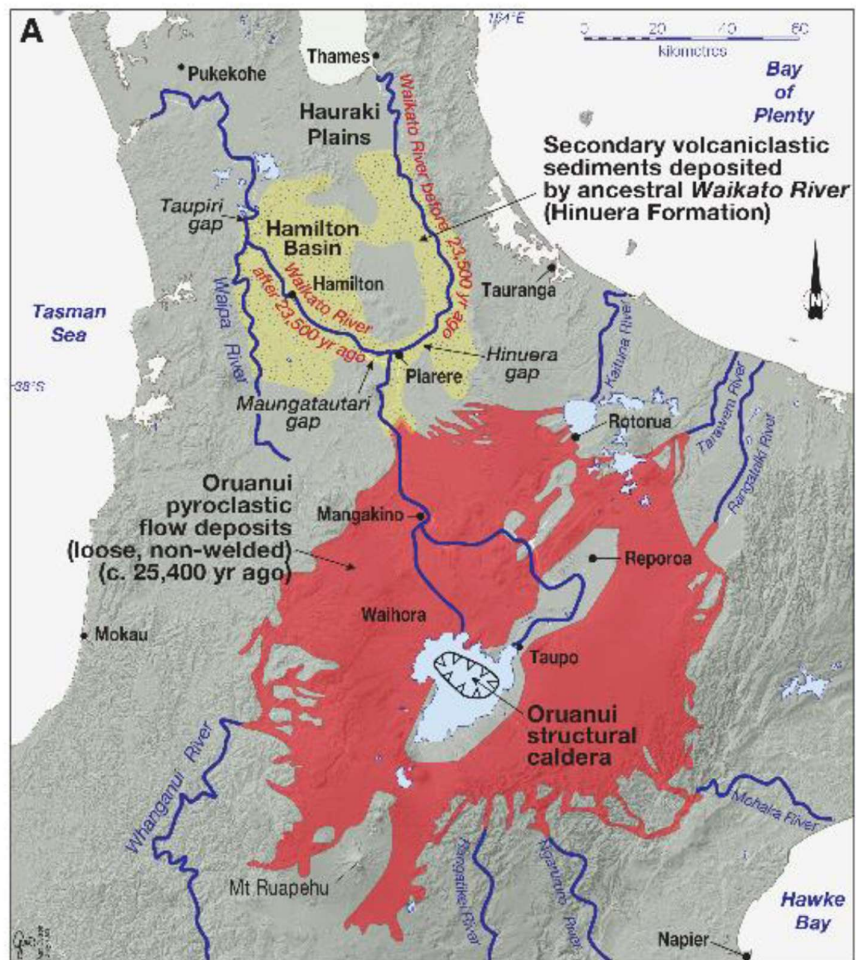 A
164°E
0 20 40 60
kilometres
Thames
Pukekohe
Bay
of
Plenty
Hauraki
Plains
Waikato River before 23,500 yr ago
Secondary volcaniclastic
sediments deposited
by ancestral Waikato River
(Hinuera Formation)
Taupiri
gap
Hamilton
Basin
Hamilton
Waikato River
after 23,500 yr ago
Tauranga
N
Tasman
Sea
Waipa River
Hinuera
gap
Kaituna River
38°S
Piarere
Maungatautari
gap
Rotorua
Tarawera River
Rangitaiki River
Oruanui
pyroclastic
flow deposits
(loose, non-welded)
(c. 25,400 yr ago)
Mangakino
Reporoa
Waihora
Mokau
Taupo
Oruanui
structural
caldera
Whanganui River
Mohaka River
Mt Ruapehu
Rangitikei River
Ngaruroro River
Hawke
Bay
Napier